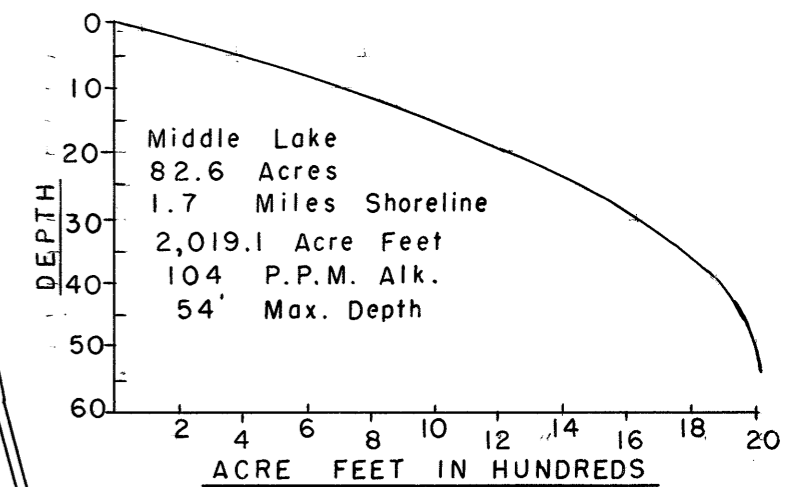 0
10
20
30
40
50
60
DEPTH
Middle Lake
82.6 Acres
1.7 Miles Shoreline
2,019.1 Acre Feet
104 P.P.M. Alk.
54' Max. Depth
2 4 6 8 10 12 14 16 18 20
ACRE FEET IN HUNDREDS